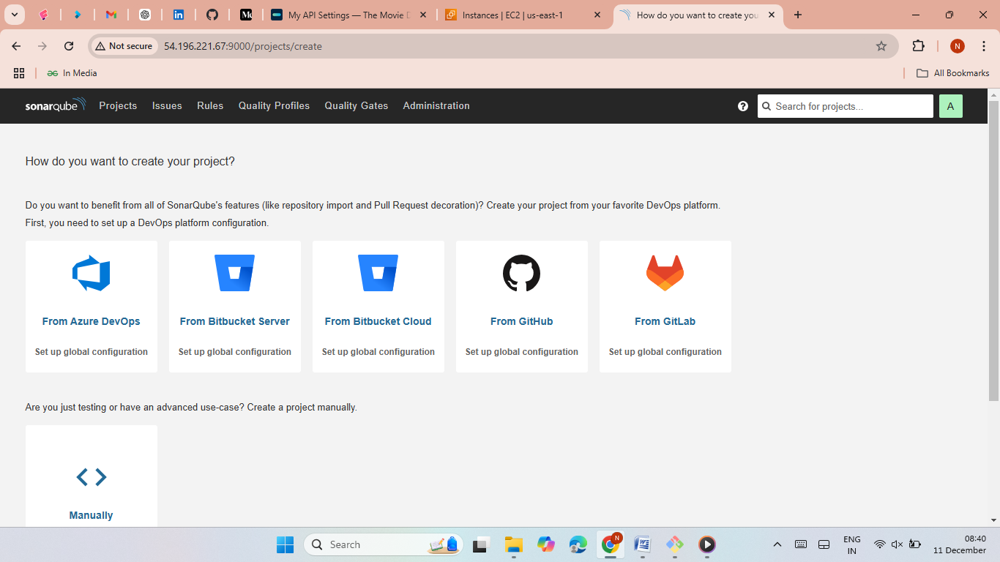 My API Settings — The Movie D
Instances | EC2 | us-east-1
How do you want to create you
Not secure
54.196.221.67:9000/projects/create
N
In Media
All Bookmarks
sonarqube
Projects
Issues
Rules
Quality Profiles
Quality Gates
Administration
Search for projects...
A
How do you want to create your project?
Do you want to benefit from all of SonarQube's features (like repository import and Pull Request decoration)? Create your project from your favorite DevOps platform.
First, you need to set up a DevOps platform configuration.
From Azure DevOps
From Bitbucket Server
From Bitbucket Cloud
From GitHub
From GitLab
Set up global configuration
Set up global configuration
Set up global configuration
Set up global configuration
Set up global configuration
Are you just testing or have an advanced use-case? Create a project manually.
Manually
Search
N
ENG
IN
08:40
11 December